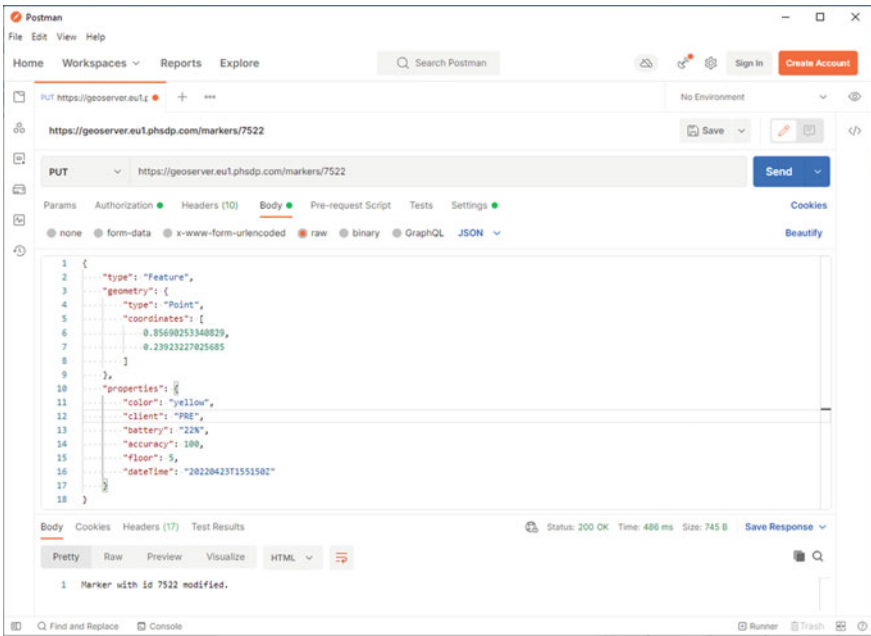 Postman
File Edit View Help
Home Workspaces Reports Explore Search Postman Sign In Create Account
PUT https://geoserver.eu1.p No Environment
https://geoserver.eu1.phsdp.com/markers/7522 Save
PUT https://geoserver.eu1.phsdp.com/markers/7522 Send
Params Authorization Headers (10) Body Pre-request Script Tests Settings Cookies
none form-data x-www-form-urlencoded raw binary GraphQL JSON Beautify
1 {
2 "type": "Feature",
3 "geometry": {
4 "type": "Point",
5 "coordinates": [
6 0.85690253340829,
7 0.23923227025685
8 ]
9 },
10 "properties": {
11 "color": "yellow",
12 "client": "PRE",
13 "battery": "22%",
14 "accuracy": 100,
15 "floor": 5,
16 "dateTime": "20220423T155150Z"
17 }
18 }
Body Cookies Headers (17) Test Results Status: 200 OK Time: 486 ms Size: 745 B Save Response
Pretty Raw Preview Visualize HTML
1 Marker with id 7522 modified.
Find and Replace Console Runner Trash